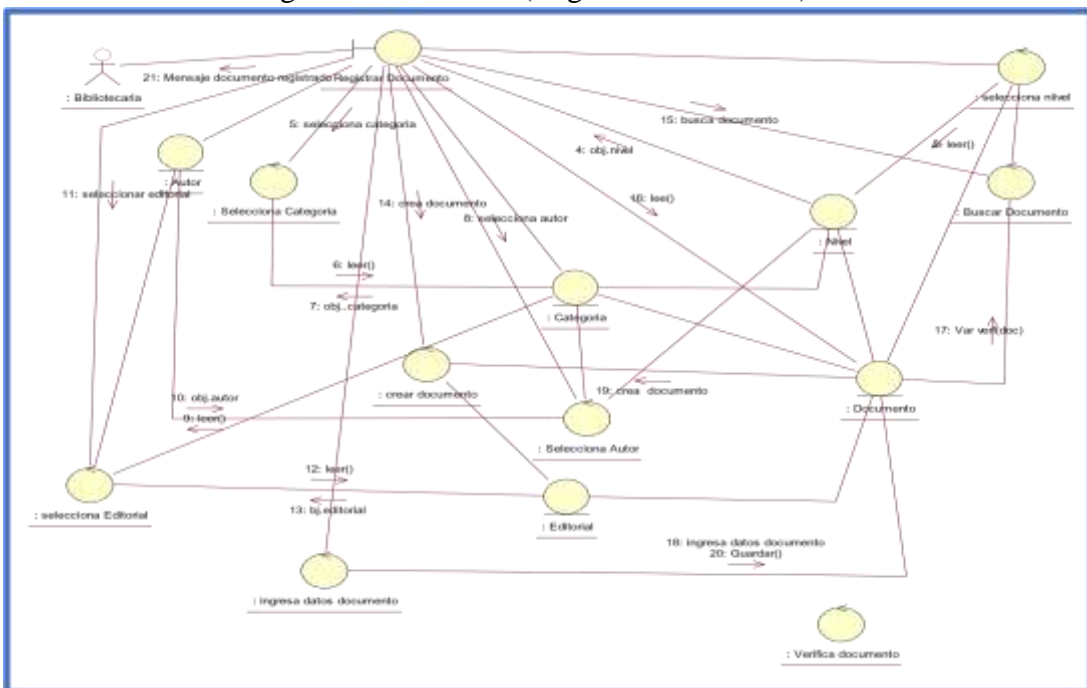 21: Mensaje documento registrado
: Registrar Documento
: Bibliotecaria
: selecciona nivel
5: selecciona categoria
15: busca documento
4: obj.nivel
leer()
: Autor
11: seleccionar editorial
: Selecciona Categoria
14: crea documento
8: selecciona autor
16: lee()
: Buscar Documento
: Nivel
6: leer()
7: obj..categoria
: Categoria
17: Var ver(doc)
: crear documento
19: crea documento
10: obj.autor
9: leer()
: Documento
: Selecciona Autor
12: leer()
13: bj.editorial
: selecciona Editorial
: Editorial
18: ingresa datos documento
20: Guardar()
: ingresa datos documento
: Verifica documento